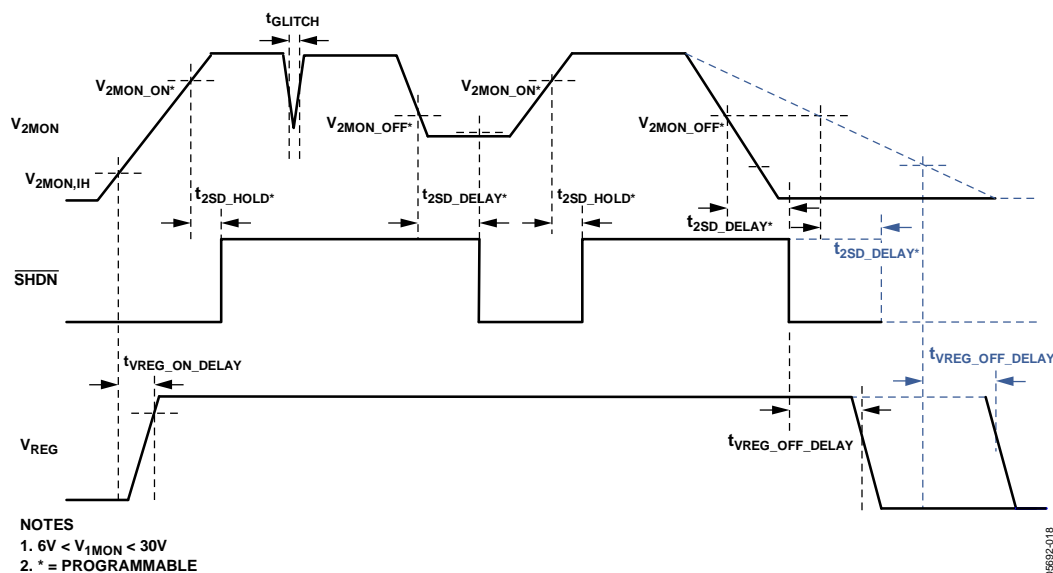 tGLITCH
V2MON_ON*
V2MON_ON*
V2MON
V2MON_OFF*
V2MON_OFF*
V2MON,IH
t2SD_HOLD*
t2SD_DELAY*
t2SD_HOLD*
t2SD_DELAY*
t2SD_DELAY*
SHDN
tVREG_ON_DELAY
tVREG_OFF_DELAY
tVREG_OFF_DELAY
VREG
NOTES
1. 6V < V1MON < 30V
2. * = PROGRAMMABLE
05692-018